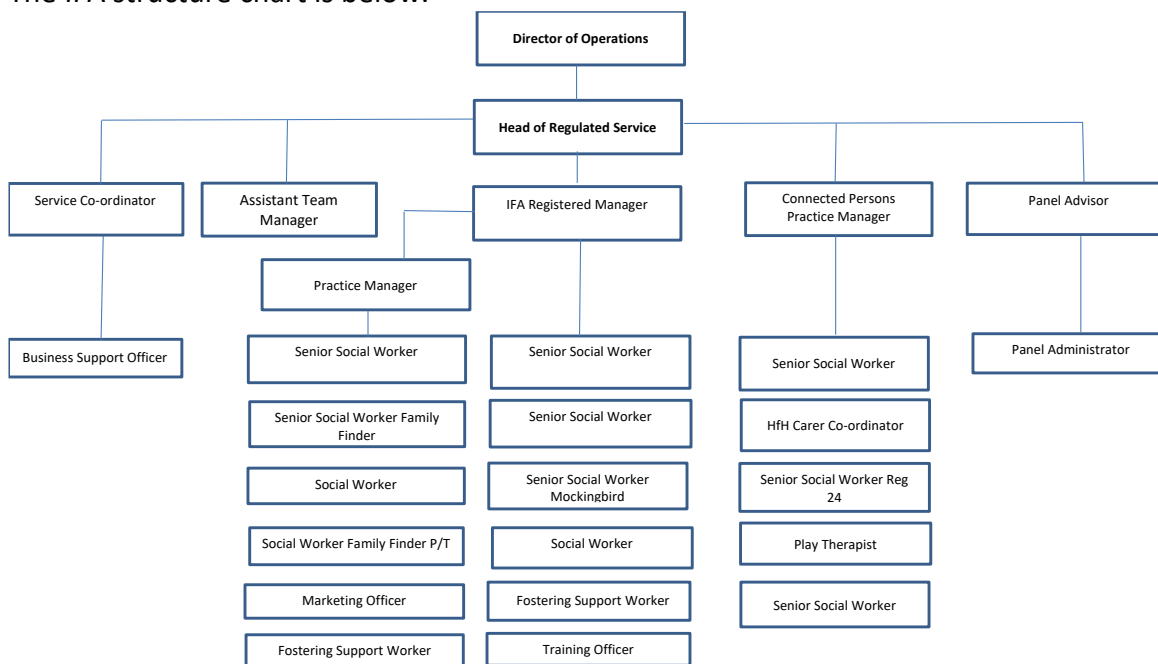 The IFA structure chart is below.
Director of Operations
Head of Regulated Service
Service Co-ordinator
Assistant Team
Manager
IFA Registered Manager
Connected Persons
Practice Manager
Panel Advisor
Practice Manager
Business Support Officer
Senior Social Worker
Senior Social Worker
Senior Social Worker
Panel Administrator
Senior Social Worker Family
Finder
Senior Social Worker
HfH Carer Co-ordinator
Social Worker
Senior Social Worker
Mockingbird
Senior Social Worker Reg
24
Social Worker Family Finder P/T
Social Worker
Play Therapist
Marketing Officer
Fostering Support Worker
Senior Social Worker
Fostering Support Worker
Training Officer